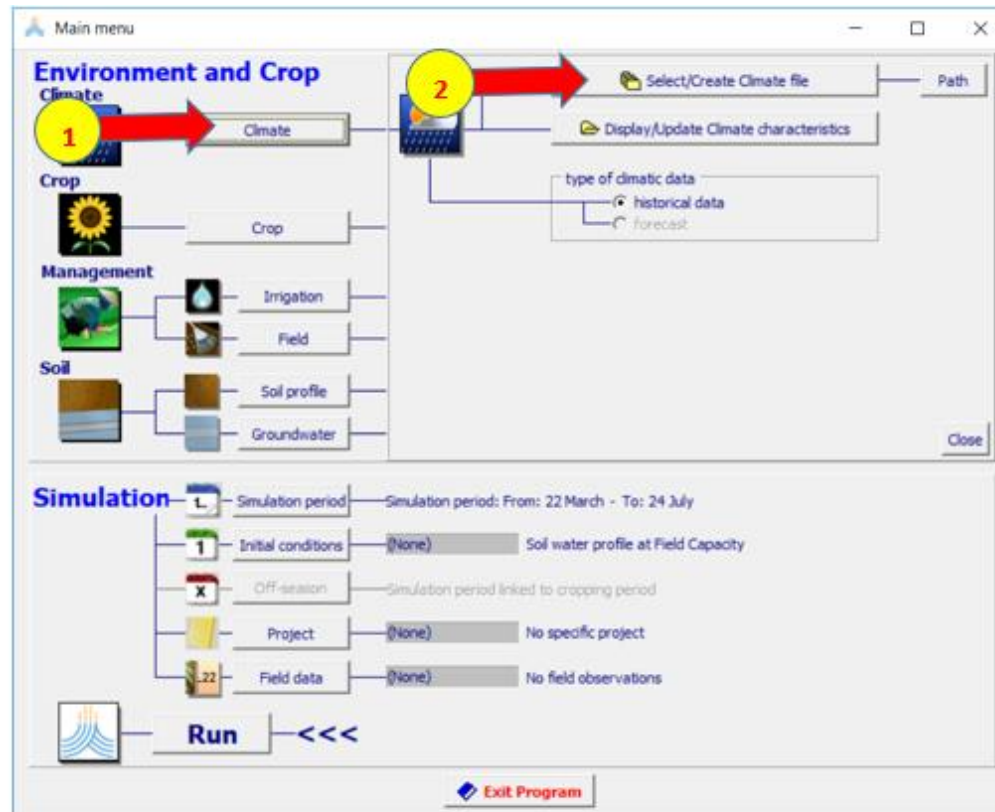 Main menu
Environment and Crop
Climate
1
Climate
2
Select/Create Climate file
Path
Display/Update Climate characteristics
type of climatic data
historical data
forecast
Crop
Crop
Management
Irrigation
Field
Soil
Soil profile
Groundwater
Close
Simulation
1..
Simulation period
Simulation period: From: 22 March - To: 24 July
1
Initial conditions
(None)
Soil water profile at Field Capacity
X
Off-season
Simulation period linked to cropping period
Project
(None)
No specific project
..22
Field data
(None)
No field observations
Run
<<<
Exit Program